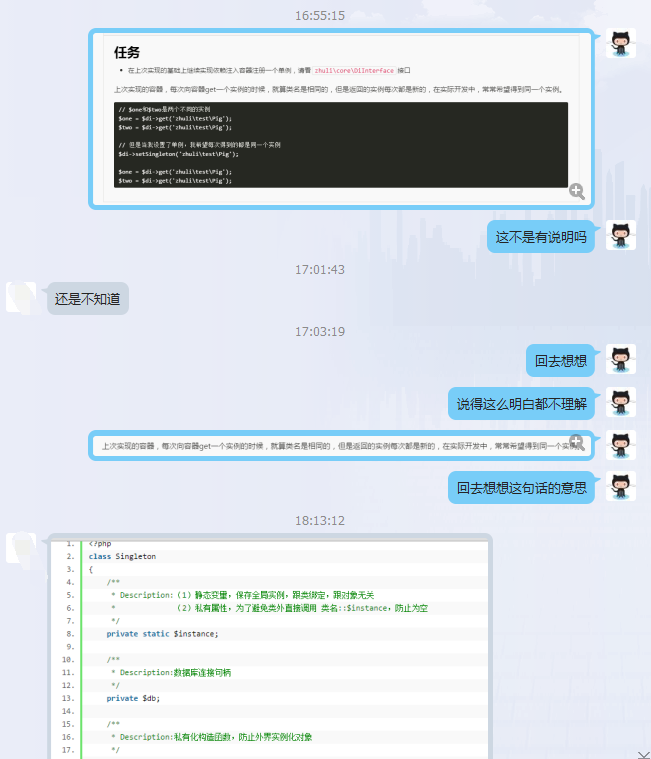 16:55:15
任务
在上次实现的基础上继续实现依赖注入容器注册一个单例，请看 zhuli\core\DiInterface 接口
上次实现的容器，每次向容器get一个实例的时候，就算类名是相同的，但是返回的实例每次都是新的，在实际开发中，常常希望得到同一个实例。
// $one和$two是两个不同的实例
$one = $di->get('zhuli\test\Pig');
$two = $di->get('zhuli\test\Pig');
// 但是当我设置了单例，我希望每次得到的都是同一个实例
$di->setSingleton('zhuli\test\Pig');
$one = $di->get('zhuli\test\Pig');
$two = $di->get('zhuli\test\Pig');
这不是有说明吗
17:01:43
还是不知道
17:03:19
回去想想
说得这么明白都不理解
上次实现的容器，每次向容器get一个实例的时候，就算类名是相同的，但是返回的实例每次都是新的，在实际开发中，常常希望得到同一个实例。
回去想想这句话的意思
18:13:12
1. <?php
2. class Singleton
3. {
4. /**
5. * Description:（1）静态变量，保存全局实例，跟类绑定，跟对象无关
6. * （2）私有属性，为了避免类外直接调用 类名::$instance，防止为空
7. */
8. private static $instance;
9.
10. /**
11. * Description:数据库连接句柄
12. */
13. private $db;
14.
15. /**
16. * Description:私有化构造函数，防止外界实例化对象
17. */